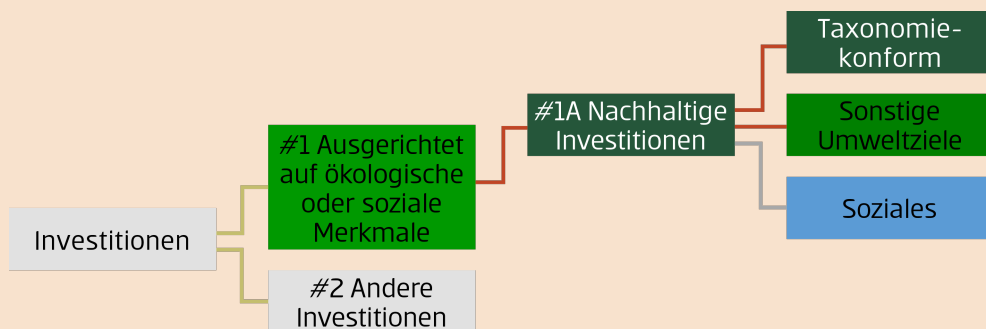 Taxonomie-
konform
#1A Nachhaltige
Investitionen
Sonstige
Umweltziele
#1 Ausgerichtet
auf ökologische
oder soziale
Merkmale
Soziales
Investitionen
#2 Andere
Investitionen